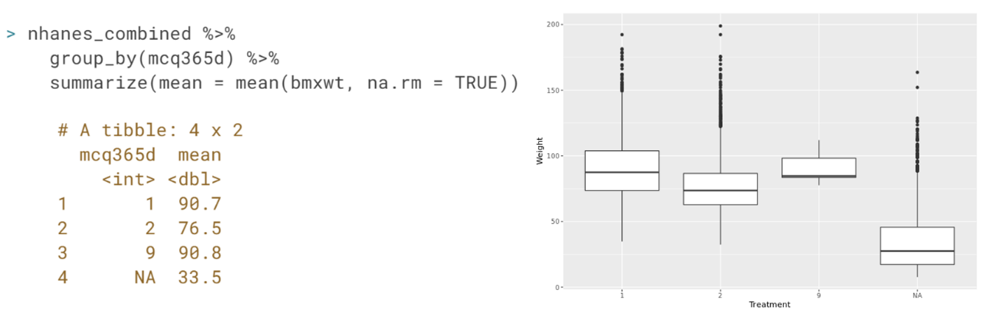 > nhanes_combined %>%
group_by(mcq365d) %>%
summarize(mean = mean(bmxwt, na.rm = TRUE))
# A tibble: 4 x 2
mcq365d mean
<int> <dbl>
1 1 90.7
2 2 76.5
3 9 90.8
4 NA 33.5
200
150
100
50
0
Weight
1 2 9 NA
Treatment